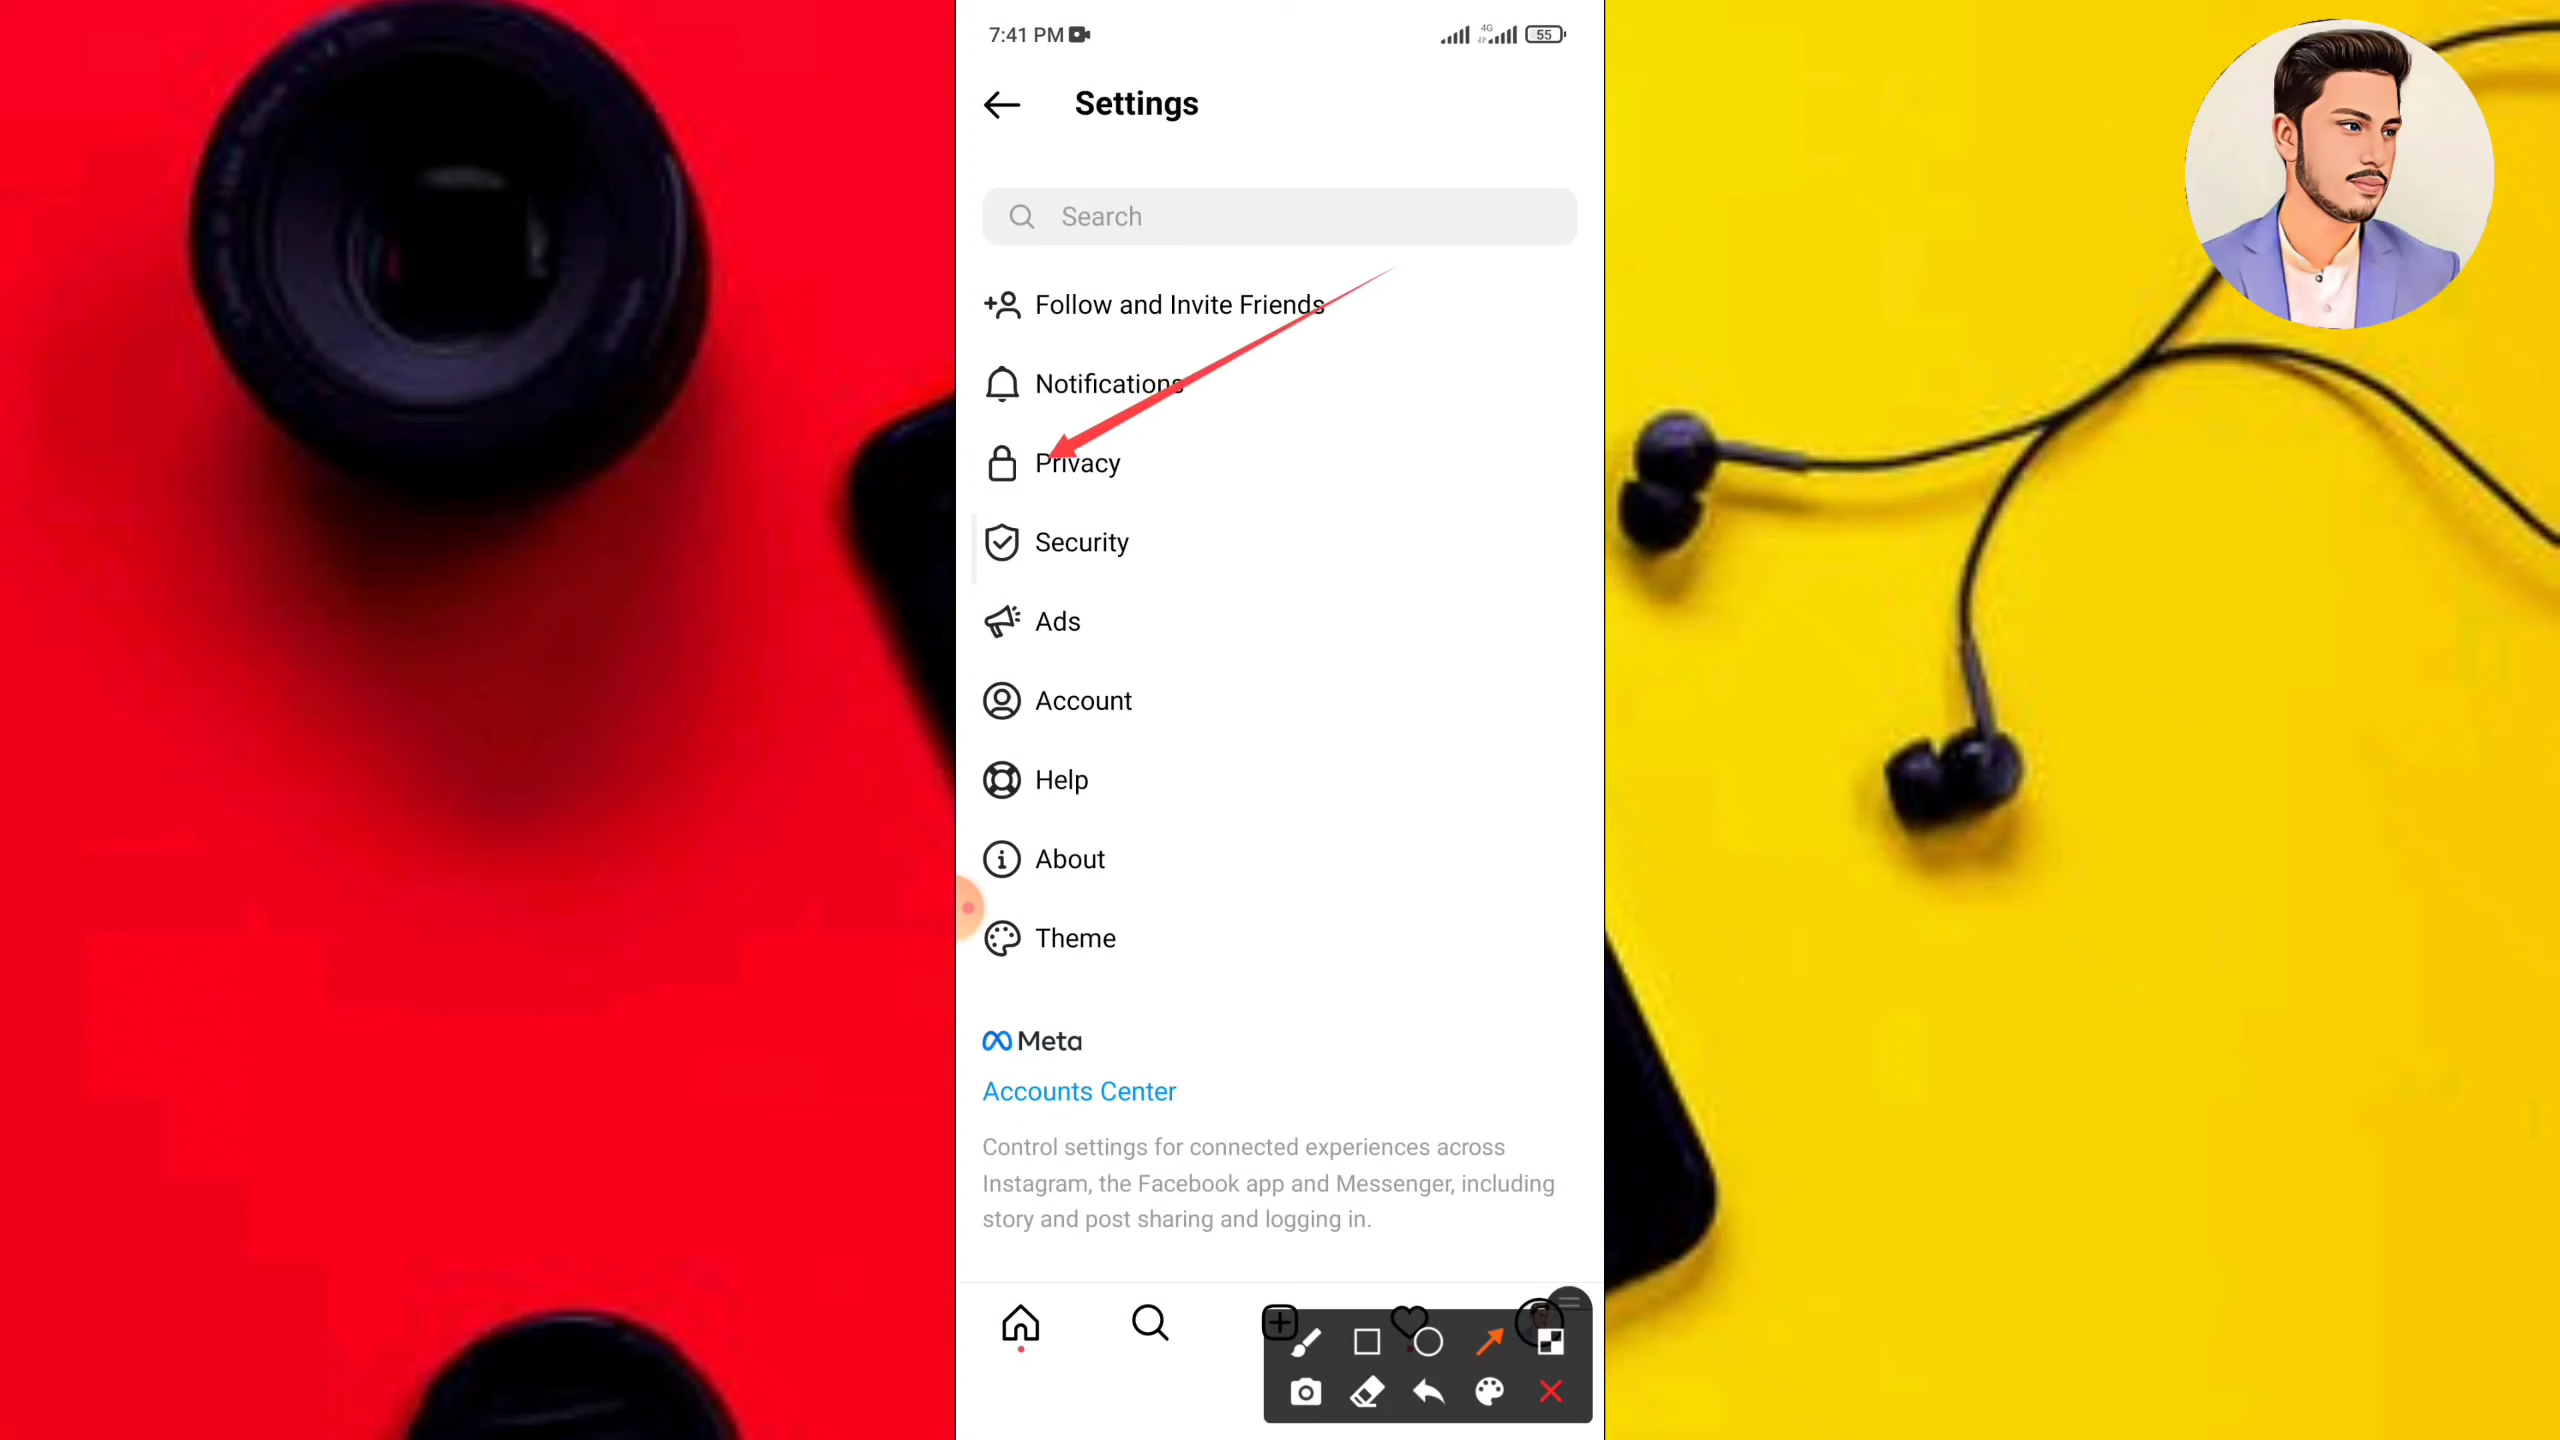 7:41 PM
4G
55
Settings
Search
Follow and Invite Friends
Notifications
Privacy
Security
Ads
Account
Help
About
Theme
Meta
Accounts Center
Control settings for connected experiences across
Instagram, the Facebook app and Messenger, including
story and post sharing and logging in.